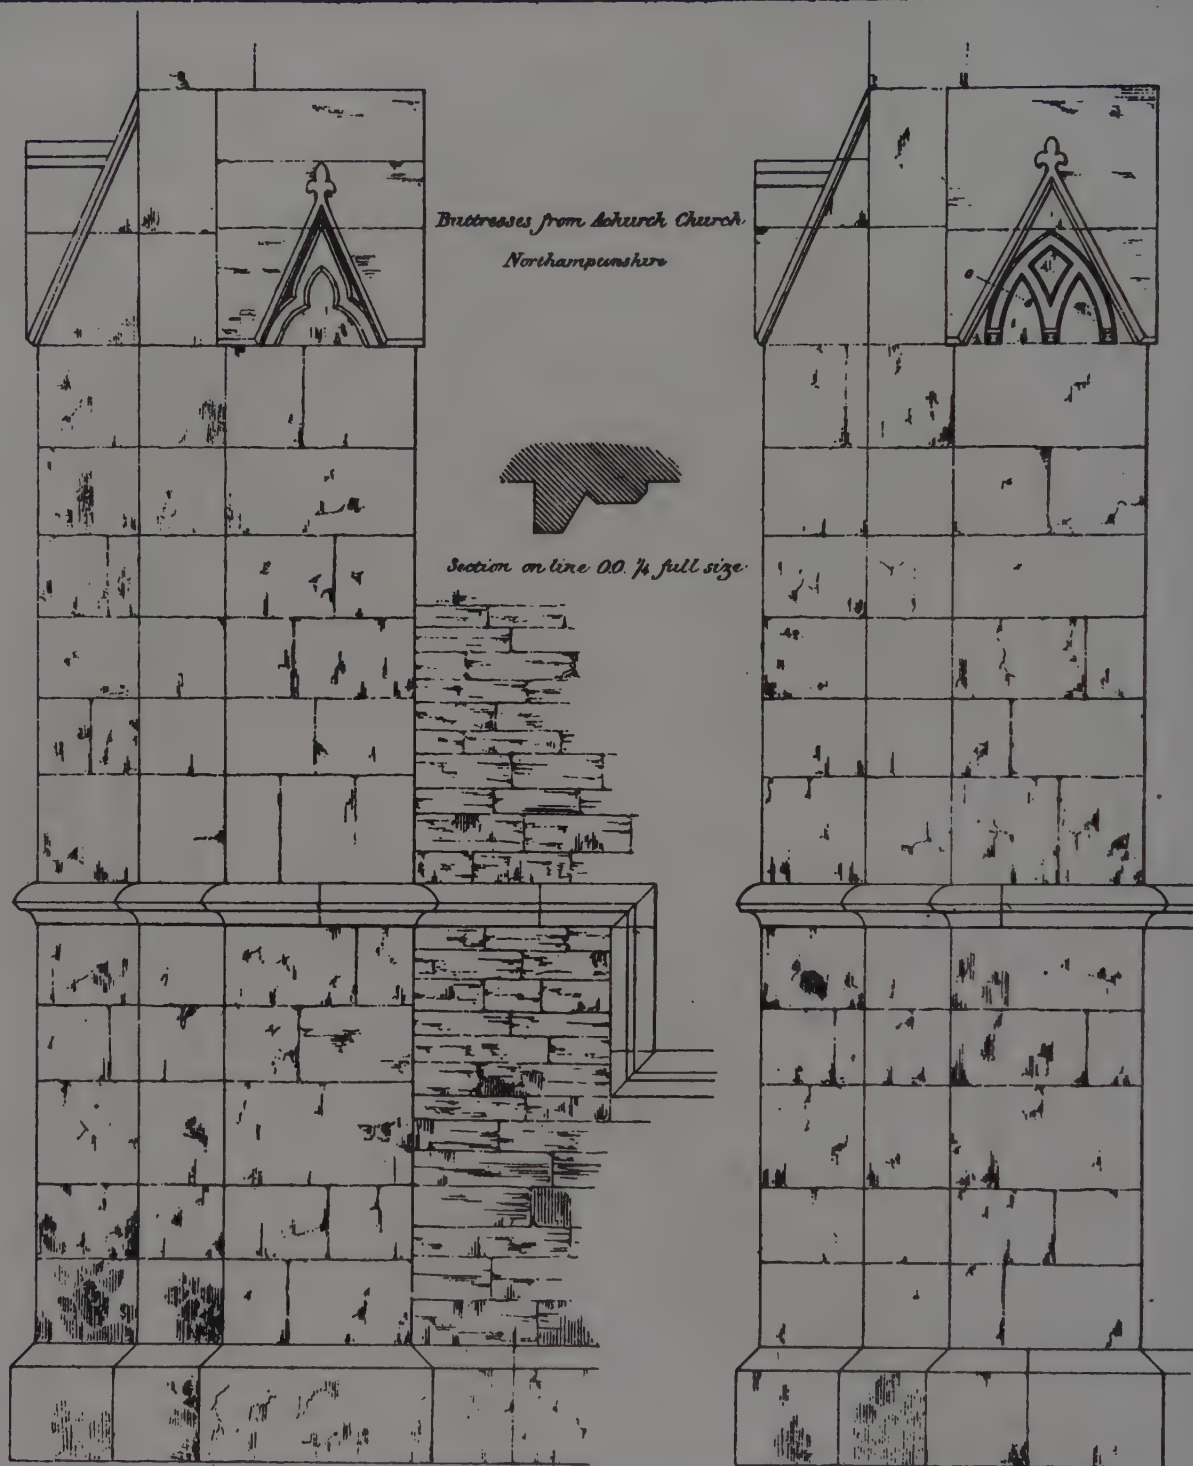 Buttresses from Achurch Church
Northamptonshire
Section on line O.O. ¼ full size
o